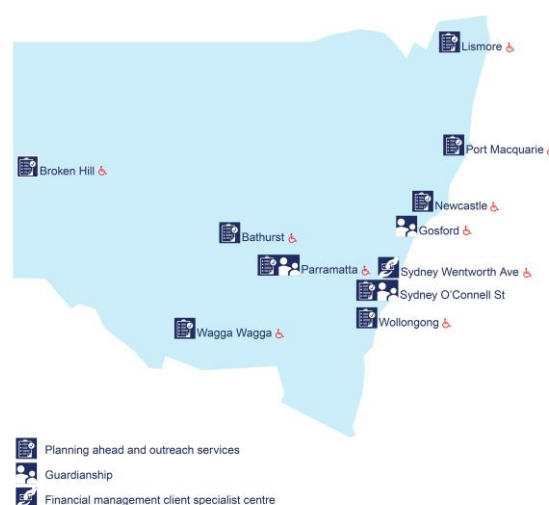 Lismore
Port Macquarie
Broken Hill
Newcastle
Gosford
Bathurst
Parramatta
Sydney Wentworth Ave
Sydney O'Connell St
Wagga Wagga
Wollongong
Planning ahead and outreach services
Guardianship
Financial management client specialist centre